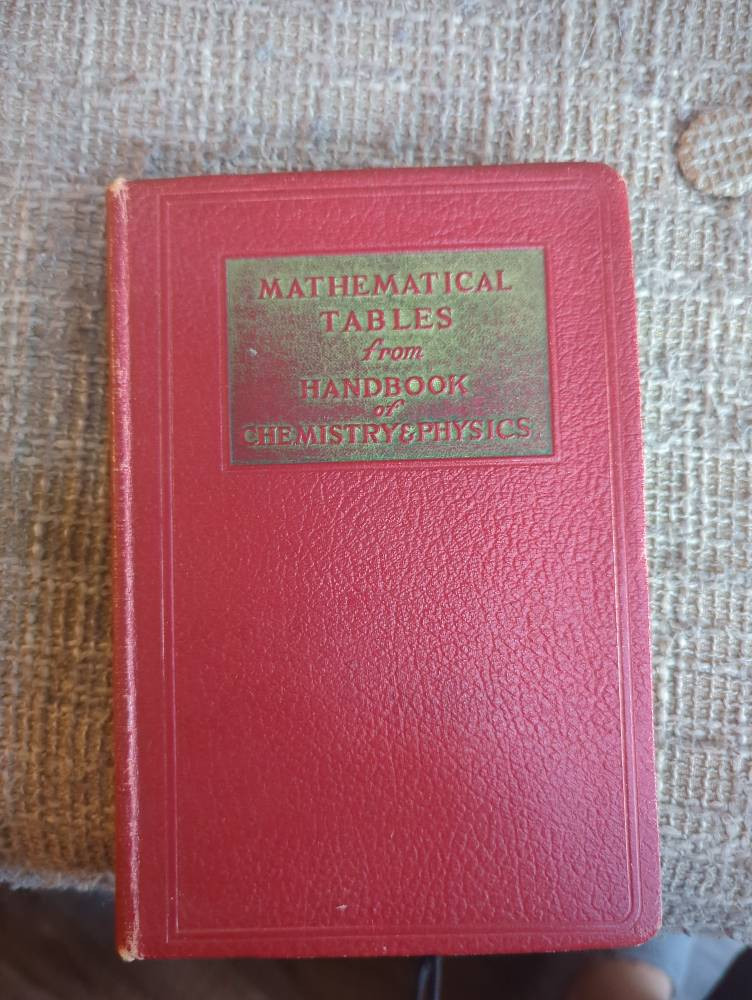 MATHEMATICAL
TABLES
from
HANDBOOK
of
CHEMISTRY & PHYSICS